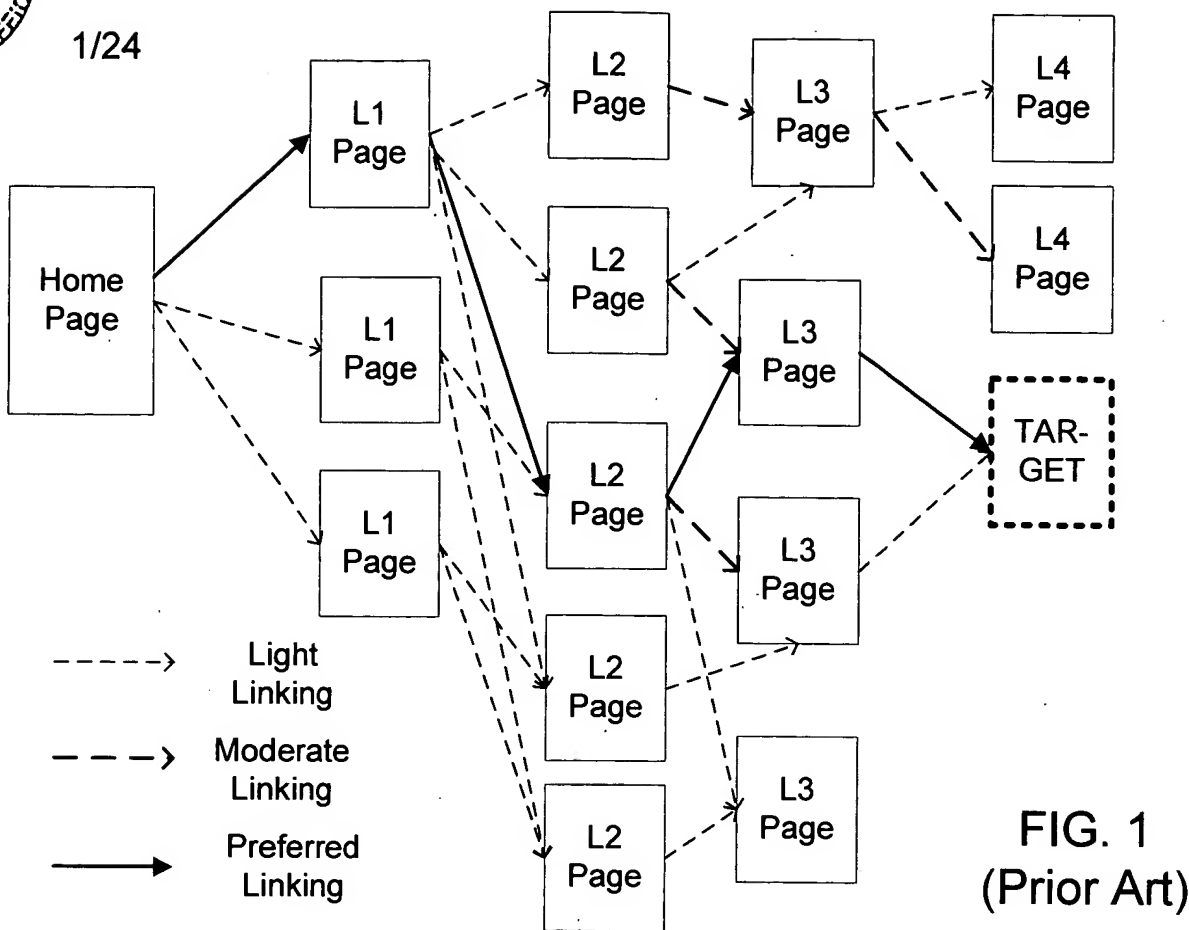 1/24
Home
Page
L1
Page
L1
Page
L1
Page
L2
Page
L2
Page
L2
Page
L2
Page
L2
Page
L3
Page
L3
Page
L3
Page
L3
Page
L4
Page
L4
Page
TAR-
GET
Light
Linking
Moderate
Linking
Preferred
Linking
FIG. 1
(Prior Art)